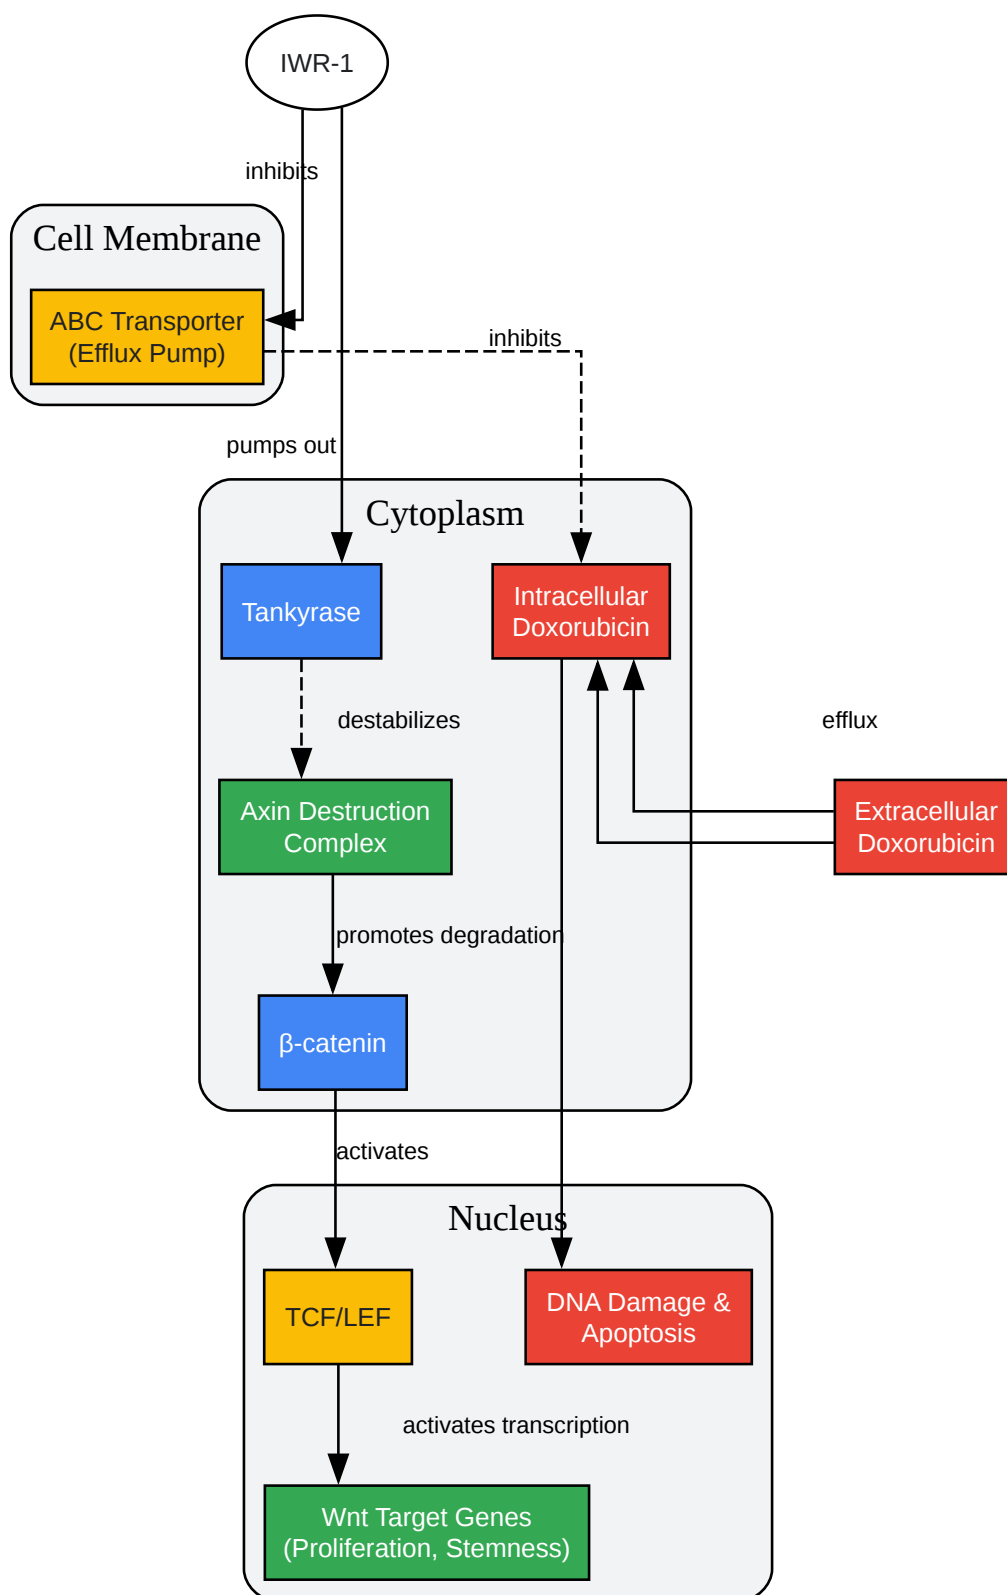 IWR-1
inhibits
Cell Membrane
ABC Transporter
(Efflux Pump)
inhibits
pumps out
Cytoplasm
Tankyrase
Intracellular
Doxorubicin
destabilizes
efflux
Axin Destruction
Complex
Extracellular
Doxorubicin
promotes degradation
β-catenin
activates
Nucleus
TCF/LEF
DNA Damage &
Apoptosis
activates transcription
Wnt Target Genes
(Proliferation, Stemness)